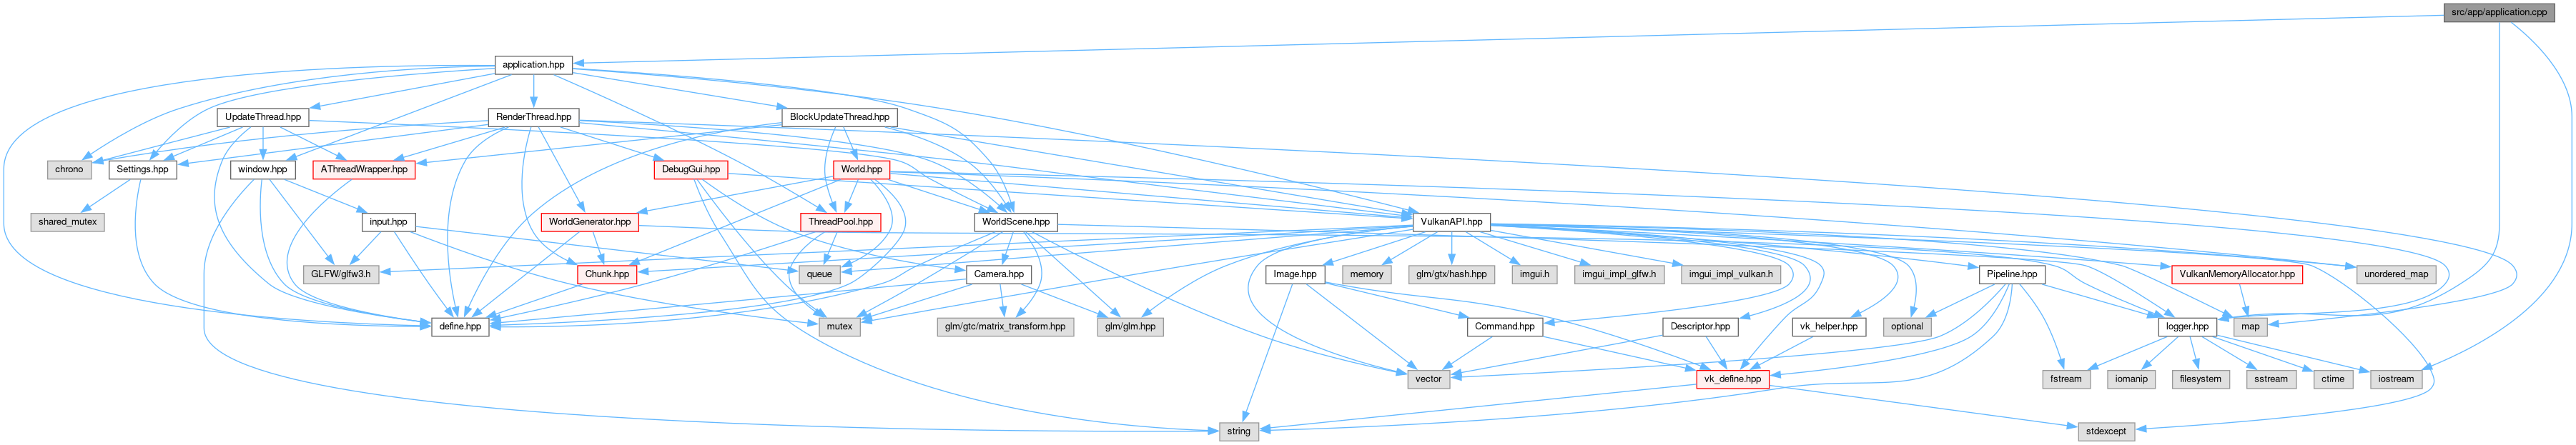 src/app/application.cpp
application.hpp
UpdateThread.hpp
RenderThread.hpp
BlockUpdateThread.hpp
chrono
Settings.hpp
window.hpp
AThreadWrapper.hpp
DebugGui.hpp
World.hpp
shared_mutex
input.hpp
WorldGenerator.hpp
ThreadPool.hpp
WorldScene.hpp
VulkanAPI.hpp
GLFW/glfw3.h
Chunk.hpp
queue
Camera.hpp
Image.hpp
memory
glm/gtx/hash.hpp
imgui.h
imgui_impl_glfw.h
imgui_impl_vulkan.h
Pipeline.hpp
VulkanMemoryAllocator.hpp
unordered_map
define.hpp
mutex
glm/gtc/matrix_transform.hpp
glm/glm.hpp
Command.hpp
Descriptor.hpp
vk_helper.hpp
optional
logger.hpp
map
vector
vk_define.hpp
fstream
iomanip
filesystem
sstream
ctime
iostream
string
stdexcept